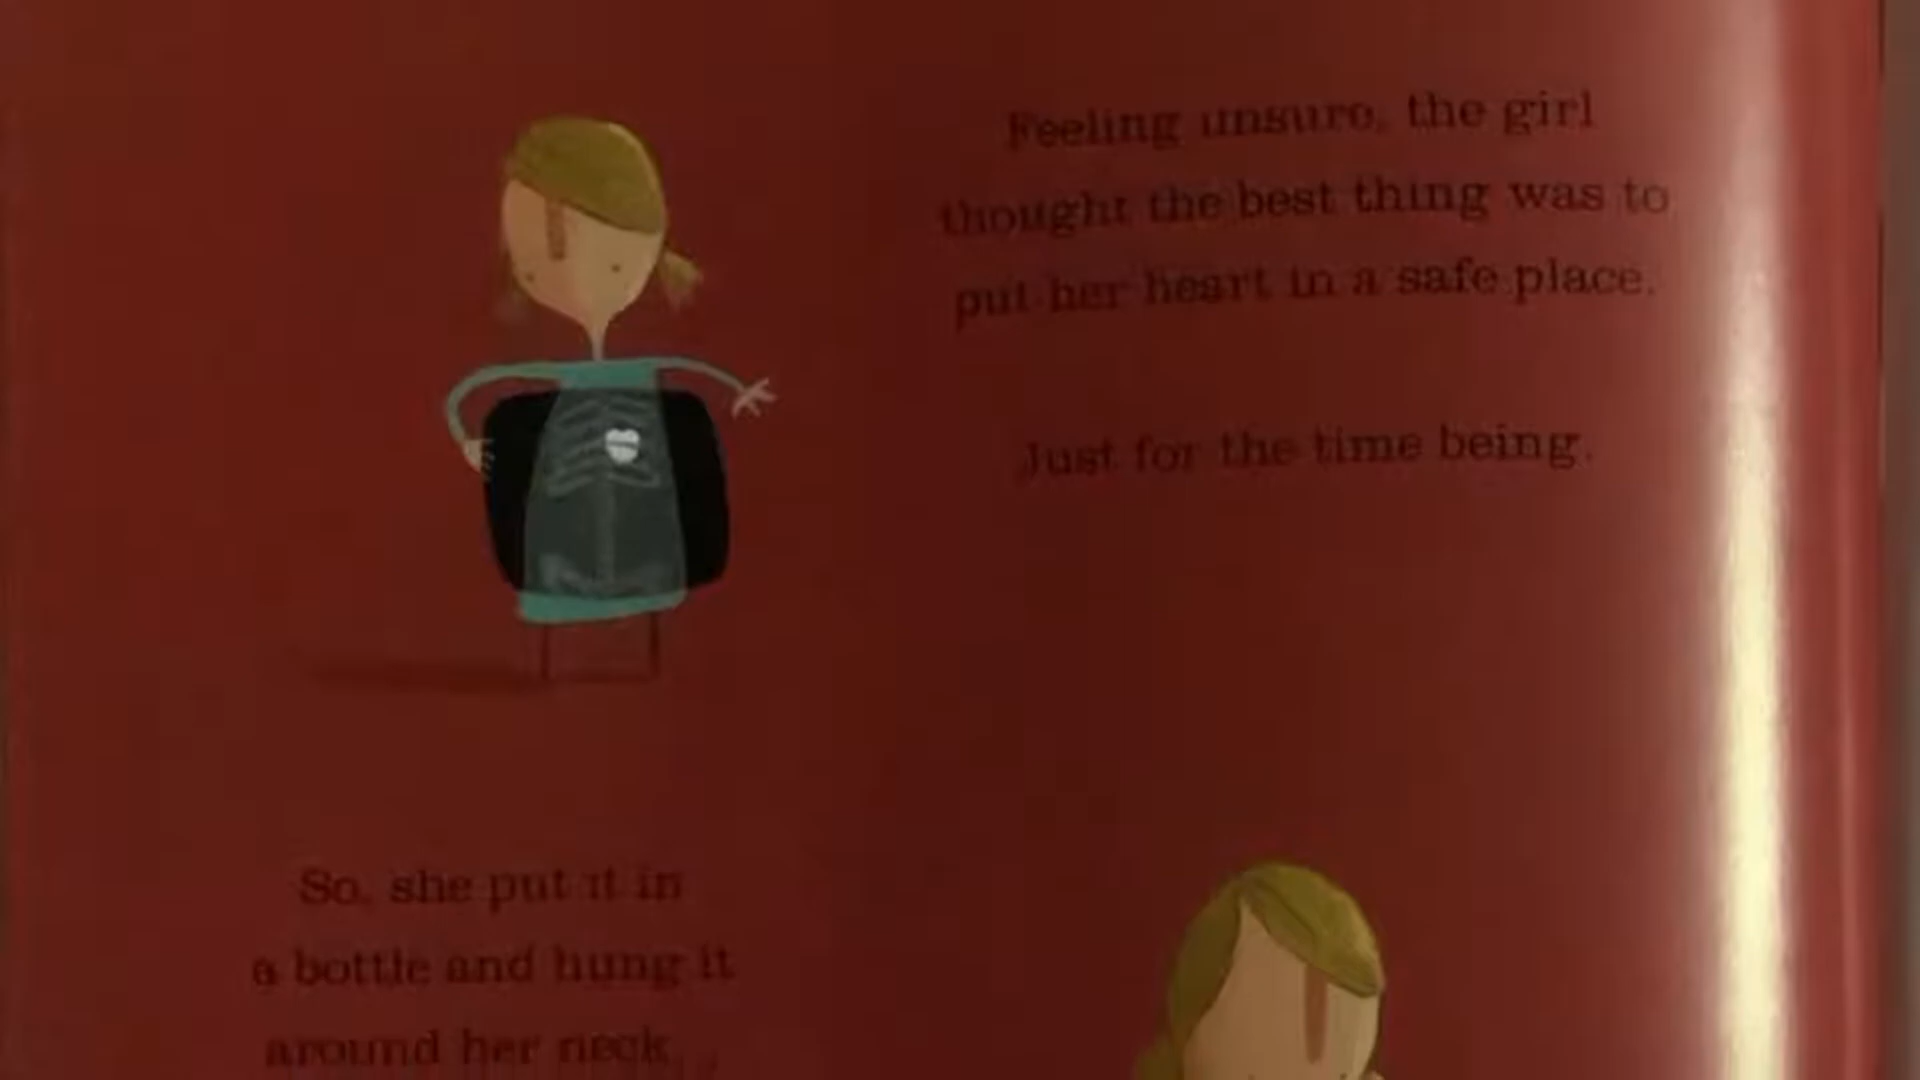 Feeling unsure, the girl
thought the best thing was to
put her heart in a safe place.
Just for the time being.
So, she put it in
a bottle and hung it
around her neck...